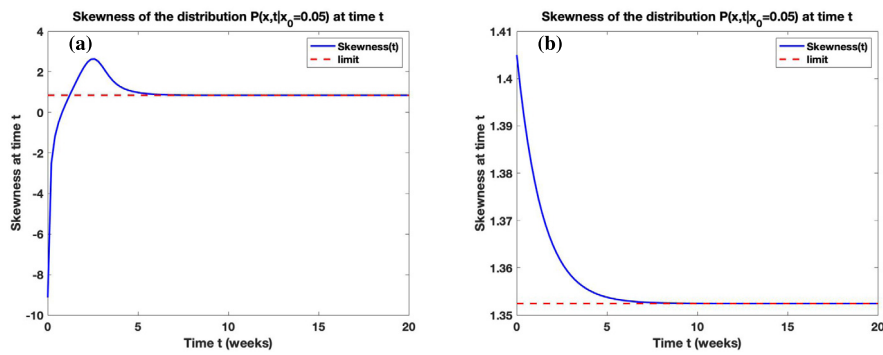 Skewness of the distribution P(x,t|x0=0.05) at time t
(a)
Skewness(t)
limit
4
2
0
-2
-4
-6
-8
-10
Skewness at time t
0
5
10
15
20
Time t (weeks)
Skewness of the distribution P(x,t|x0=0.05) at time t
(b)
Skewness(t)
limit
1.41
1.4
1.39
1.38
1.37
1.36
1.35
Skewness at time t
0
5
10
15
20
Time t (weeks)